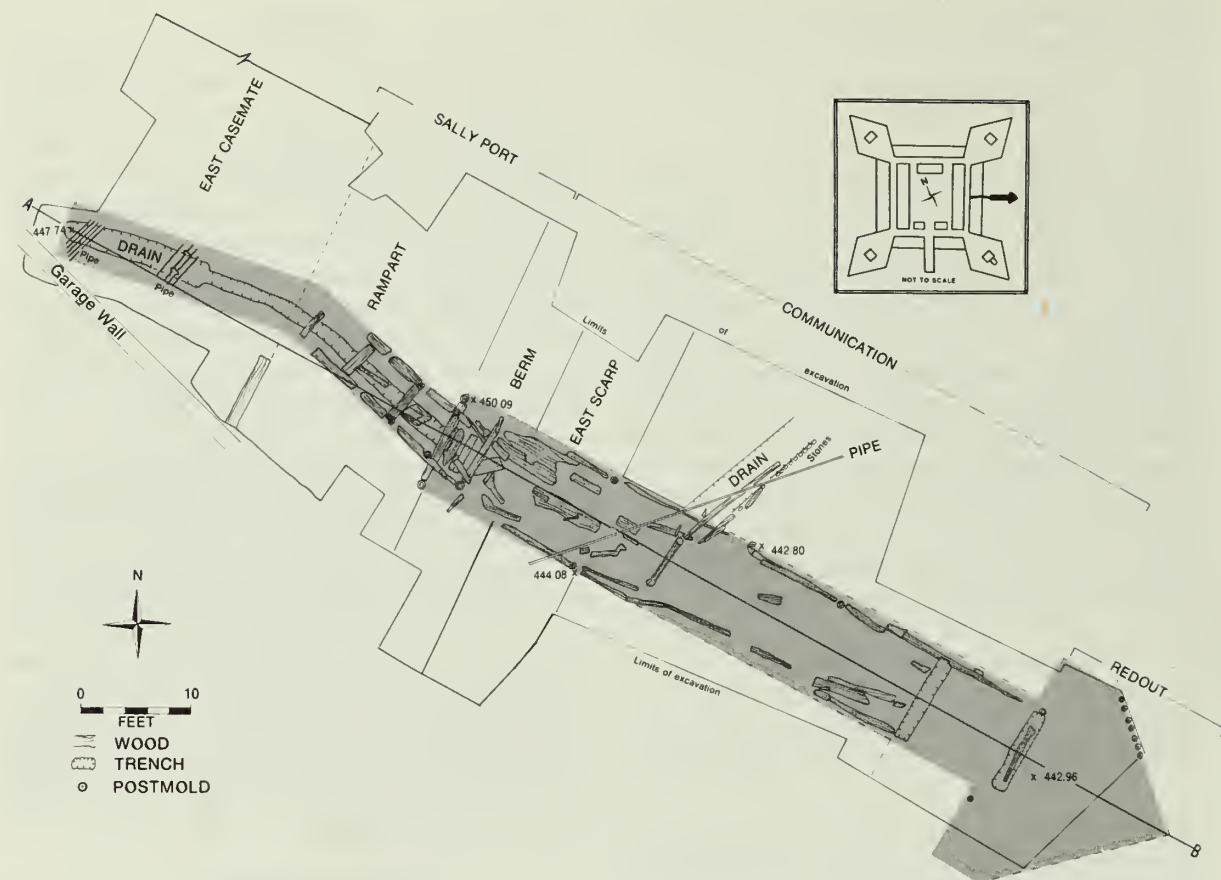 EAST CASEMATE
SALLY PORT
N
NOT TO SCALE
A
447 74 x
DRAIN
Pipe
Pipe
Garage Wall
RAMPART
COMMUNICATION
Limits
of
excavation
BERM
EAST SCARP
x 450 09
DRAIN
Stones
PIPE
x 442 80
444 08 x
N
Limits of excavation
REDOUT
0 10
FEET
WOOD
TRENCH
POSTMOLD
x 442.96
B